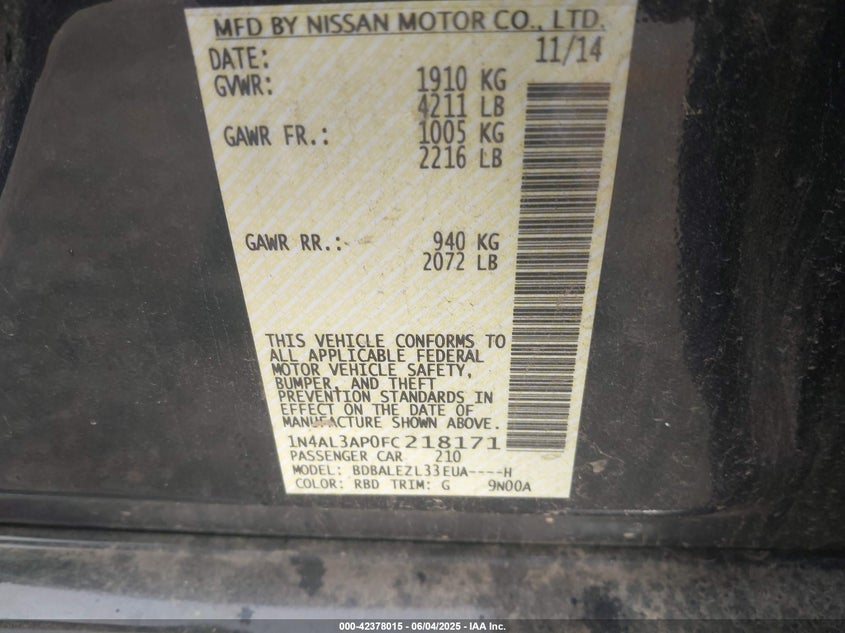 MFD BY NISSAN MOTOR CO., LTD.
DATE: 11/14
GVWR: 1910 KG
4211 LB
GAWR FR.: 1005 KG
2216 LB
GAWR RR.: 940 KG
2072 LB
THIS VEHICLE CONFORMS TO
ALL APPLICABLE FEDERAL
MOTOR VEHICLE SAFETY,
BUMPER, AND THEFT
PREVENTION STANDARDS IN
EFFECT ON THE DATE OF
MANUFACTURE SHOWN ABOVE.
1N4AL3AP0FC218171
PASSENGER CAR 210
MODEL: BDBALEZL33EUA----H
COLOR: RBD TRIM: G 9N00A
000-42378015 - 06/04/2025 - IAA Inc.